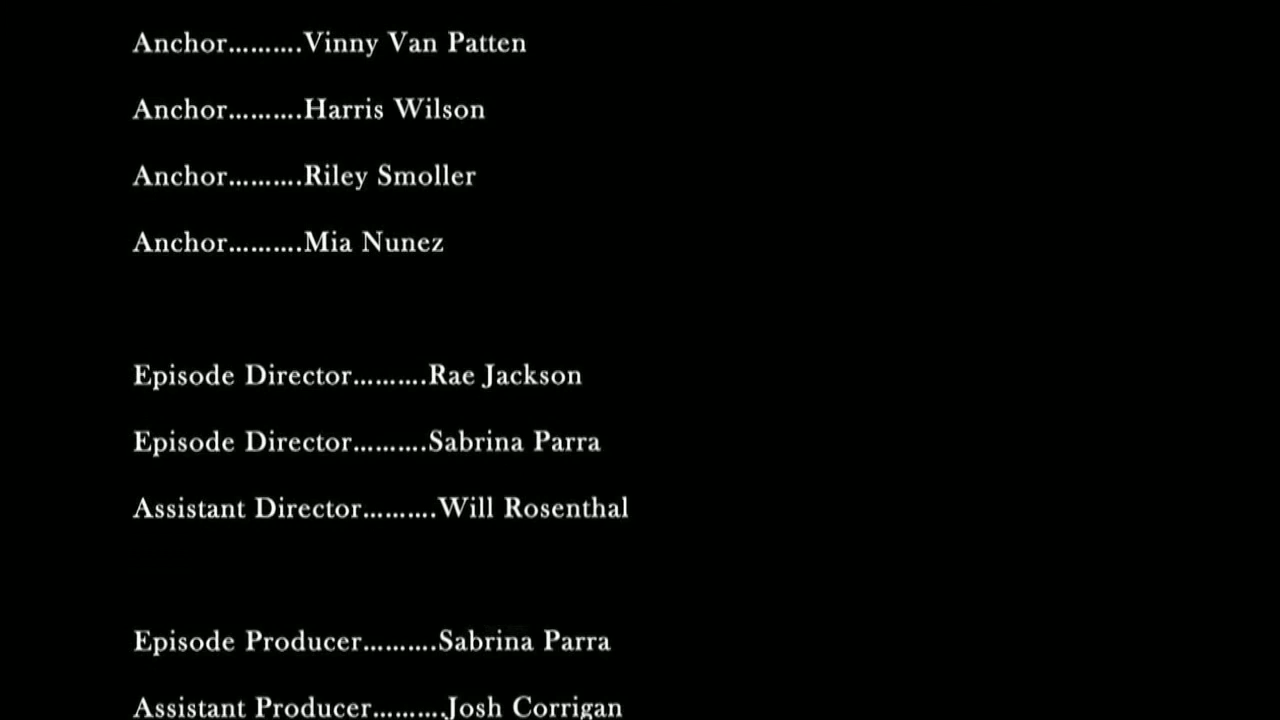 Anchor..........Vinny Van Patten
Anchor..........Harris Wilson
Anchor..........Riley Smoller
Anchor..........Mia Nunez
Episode Director..........Rae Jackson
Episode Director..........Sabrina Parra
Assistant Director..........Will Rosenthal
Episode Producer..........Sabrina Parra
Assistant Producer..........Josh Corrigan